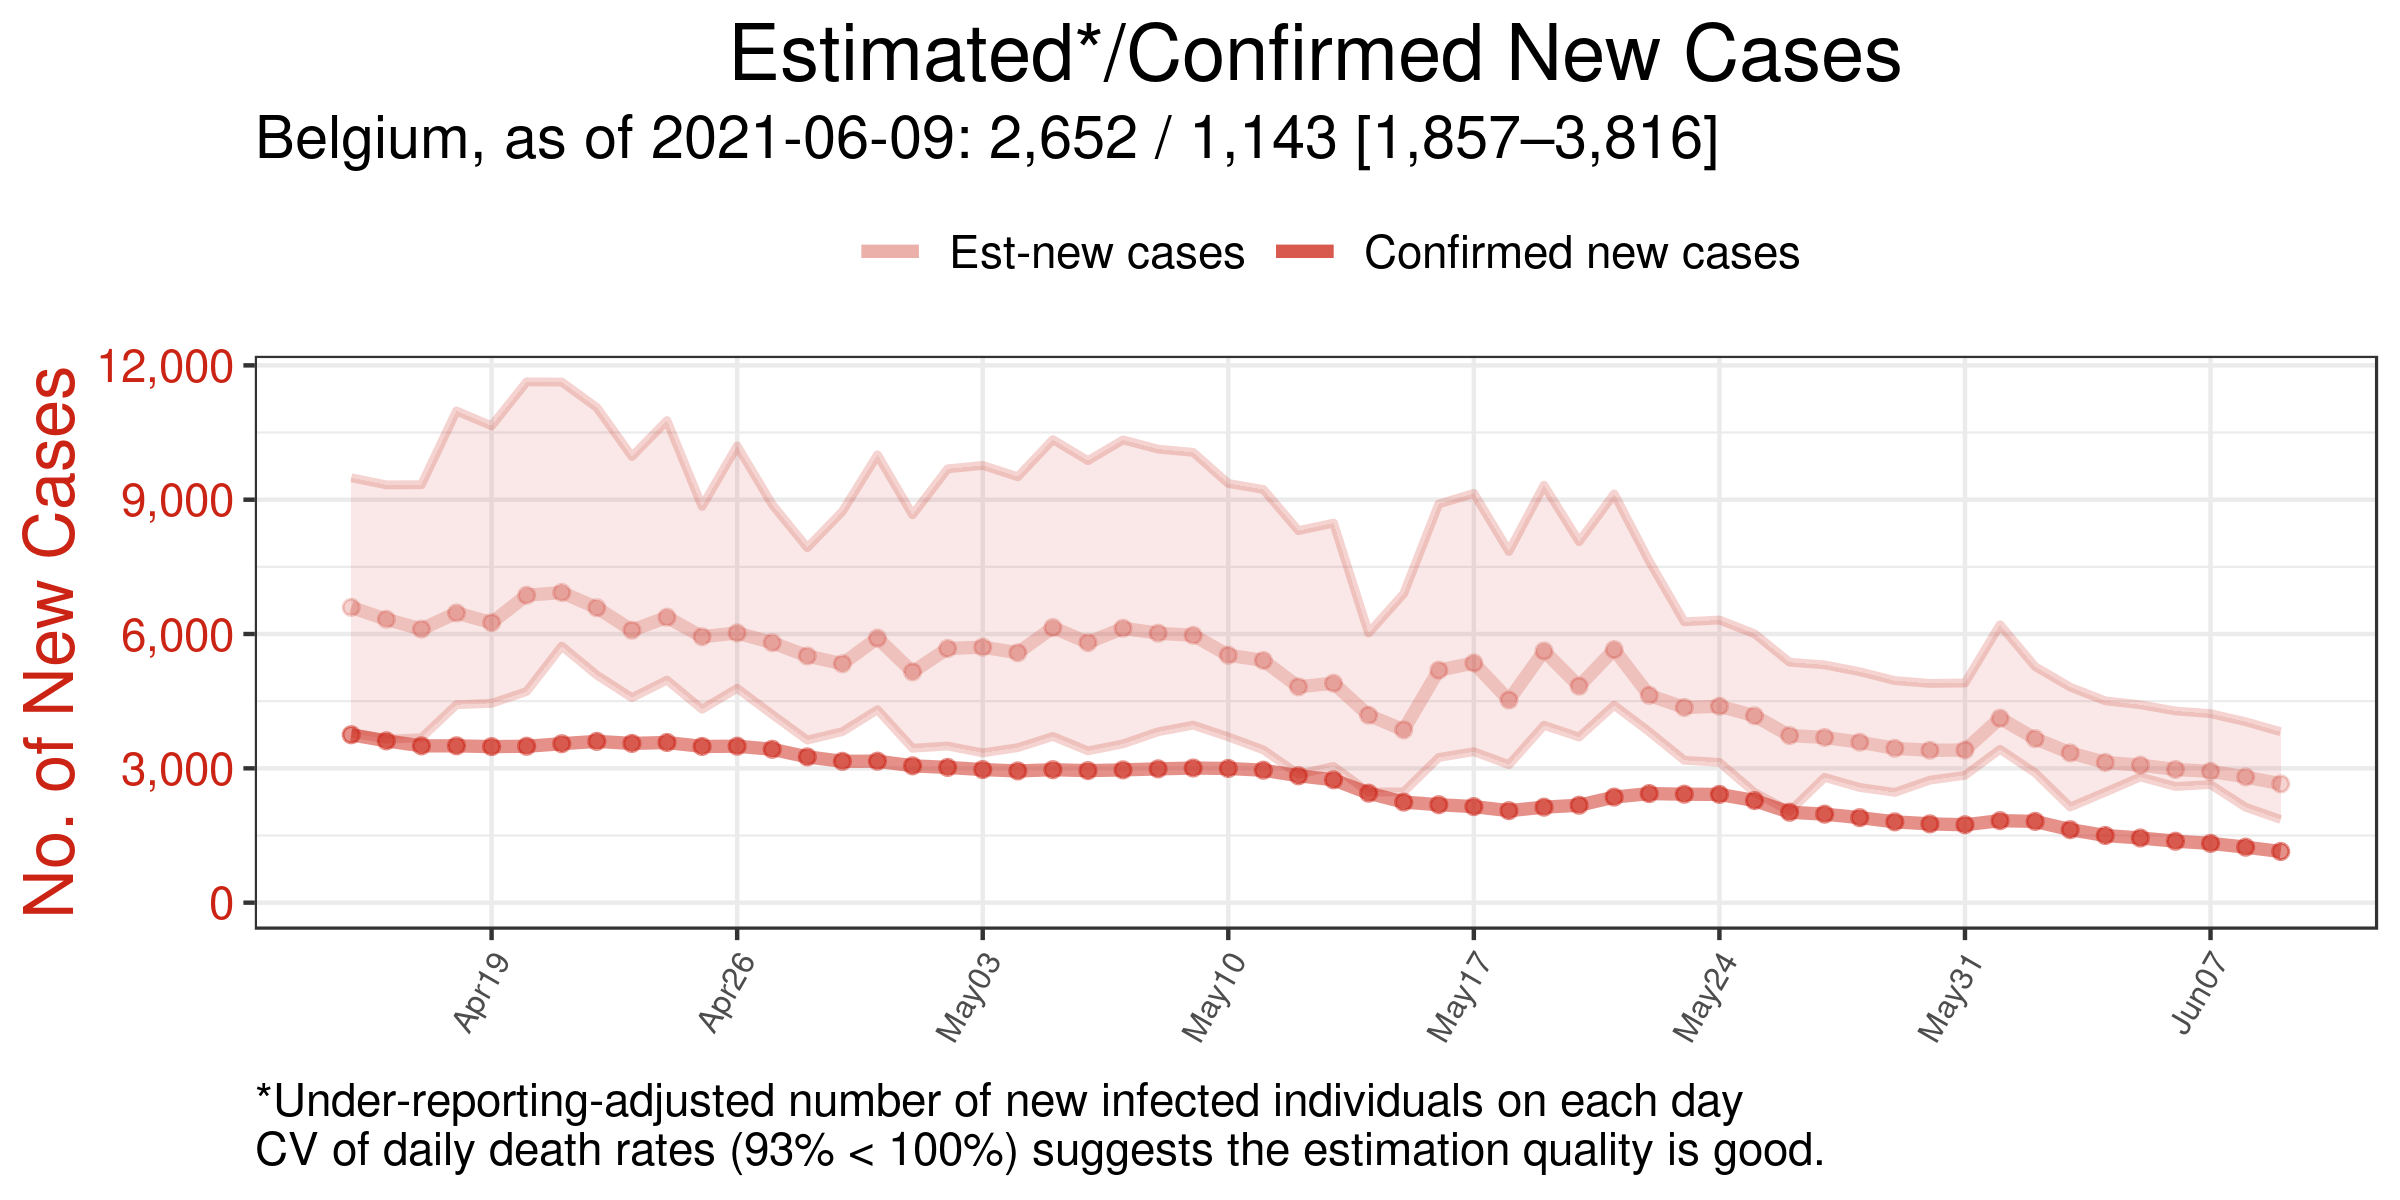 Estimated*/Confirmed New Cases
Belgium, as of 2021-06-09: 2,652 / 1,143 [1,857–3,816]
Est-new cases
Confirmed new cases
No. of New Cases
12,000
9,000
6,000
3,000
0
Apr19
Apr26
May03
May10
May17
May24
May31
Jun07
*Under-reporting-adjusted number of new infected individuals on each day
CV of daily death rates (93% < 100%) suggests the estimation quality is good.